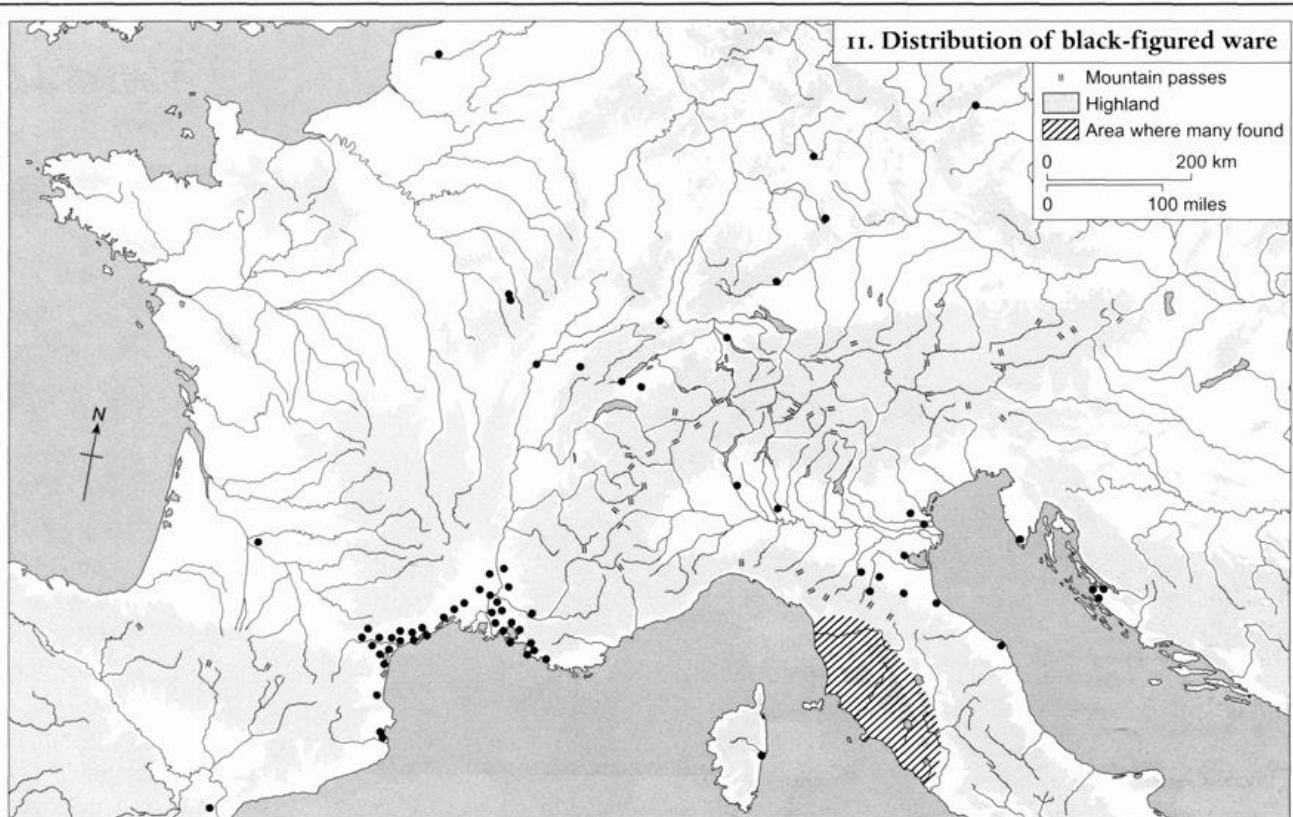 11. Distribution of black-figured ware
Mountain passes
Highland
Area where many found
0 200 km
0 100 miles
N